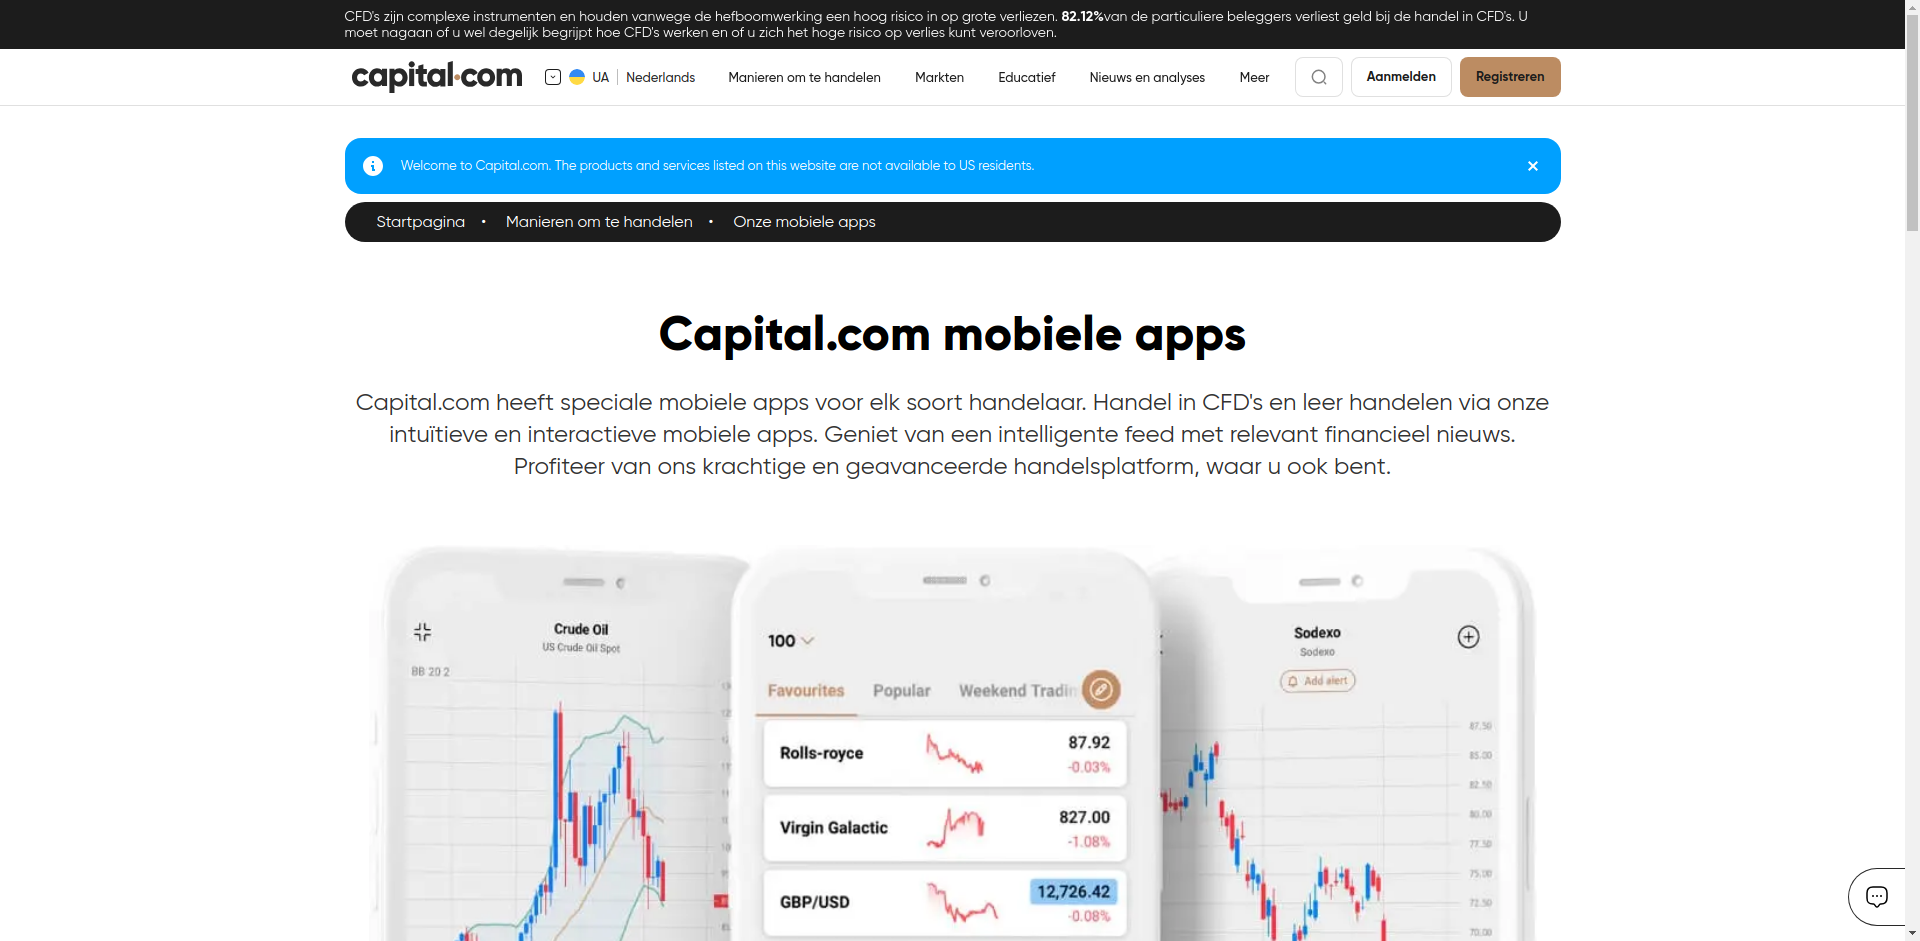 CFD's zijn complexe instrumenten en houden vanwege de hefboomwerking een hoog risico in op grote verliezen. 82.12%van de particuliere beleggers verliest geld bij de handel in CFD's. U
moet nagaan of u wel degelijk begrijpt hoe CFD's werken en of u zich het hoge risico op verlies kunt veroorloven.
capital.com
UA
Nederlands
Manieren om te handelen
Markten
Educatief
Nieuws en analyses
Meer
Aanmelden
Registreren
Welcome to Capital.com. The products and services listed on this website are not available to US residents.
Startpagina • Manieren om te handelen • Onze mobiele apps
Capital.com mobiele apps
Capital.com heeft speciale mobiele apps voor elk soort handelaar. Handel in CFD's en leer handelen via onze
intuïtieve en interactieve mobiele apps. Geniet van een intelligente feed met relevant financieel nieuws.
Profiteer van ons krachtige en geavanceerde handelsplatform, waar u ook bent.
Crude Oil
US Crude Oil Spot
BB 20 2
100
Favourites
Popular
Weekend Tradin
Rolls-royce
87.92
-0.03%
Virgin Galactic
827.00
-1.08%
GBP/USD
12,726.42
-0.08%
Sodexo
Sodexo
Add alert
87.50
85.00
82.50
80.00
77.50
75.00
72.50
70.00